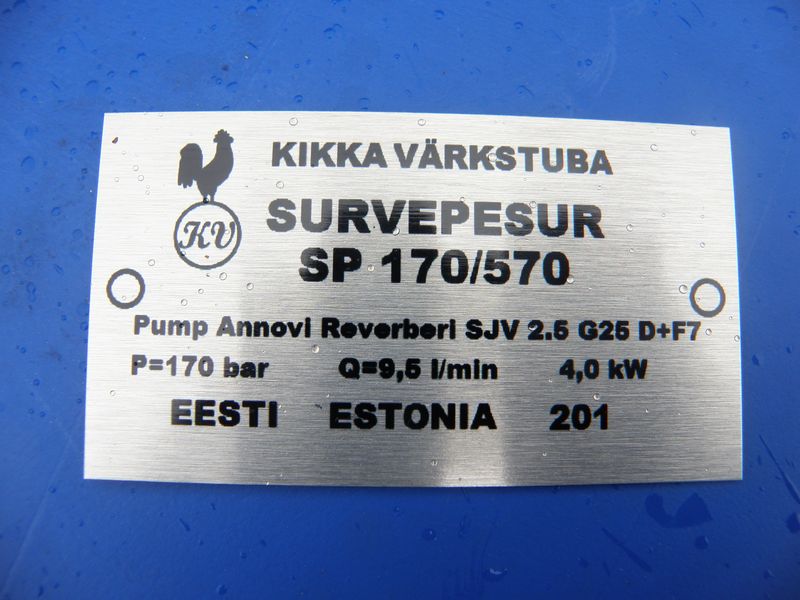 KIKKA VÄRKSTUBA
KV
SURVEPESUR
SP 170/570
Pump Annovi Reverberi SJV 2.5 G25 D+F7
P=170 bar Q=9,5 l/min 4,0 kW
EESTI ESTONIA 201